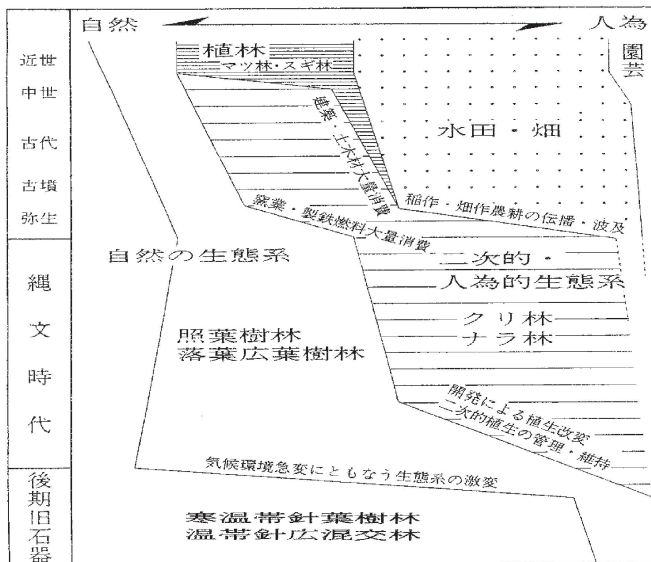 自然
人為
植林
マツ林・スギ林
園芸
近世
中世
古代
古墳
弥生
建築・土木材大量消費
水田・畑
稲作・畑作農耕の伝播・波及
窯業・製鉄燃料大量消費
自然の生態系
二次的・
人為的生態系
クリ林
ナラ林
縄文時代
照葉樹林
落葉広葉樹林
開発による植生改変
二次的植生の管理・維持
気候環境急変にともなう生態系の激変
後期旧石器
寒温帯針葉樹林
温帯針広混交林